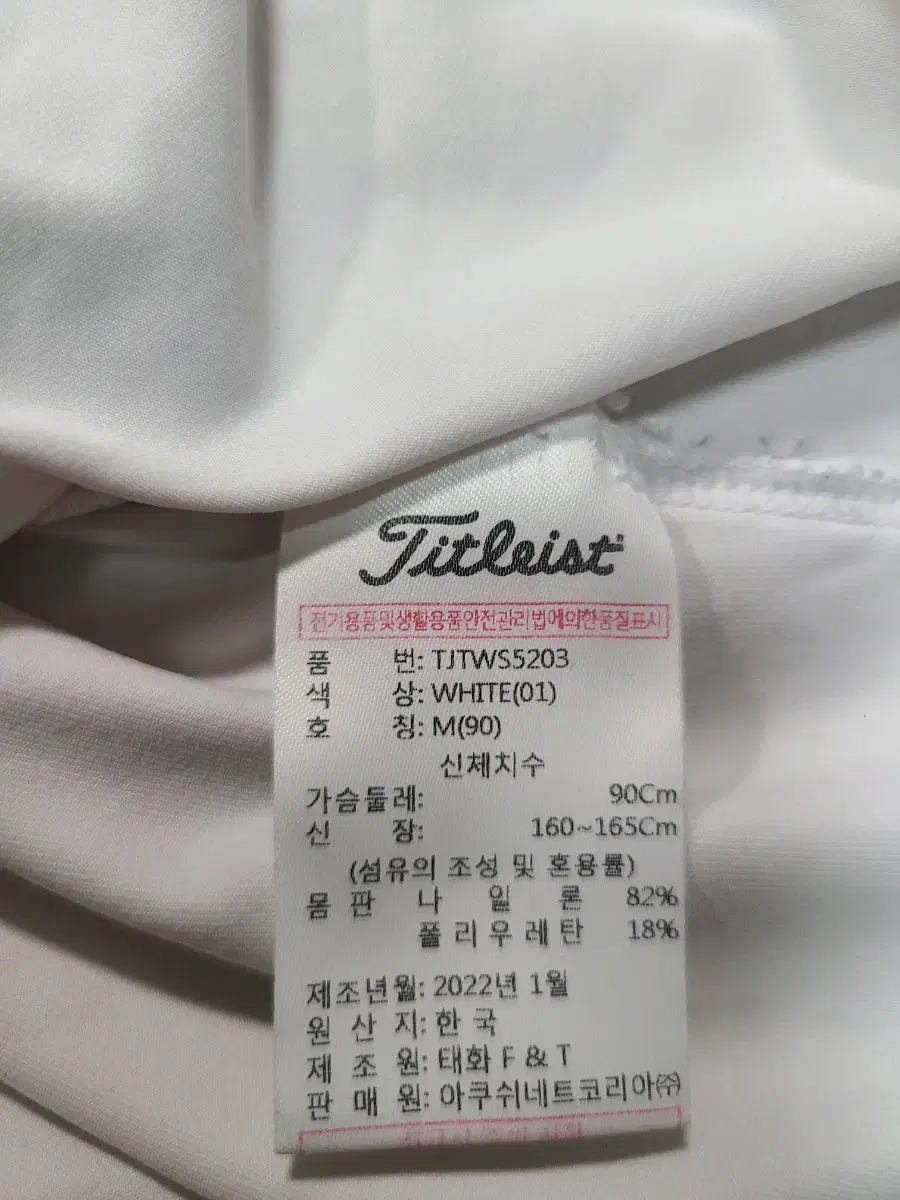 Titleist
전기용품및생활용품안전관리법에의한품질표시
품 번: TJTWS5203
색 상: WHITE(01)
호 칭: M(90)
신체치수
가슴둘레: 90Cm
신 장: 160~165Cm
(섬유의 조성 및 혼용률)
몸 판 나 일 론 82%
폴 리 우 레 탄 18%
제조년월: 2022년 1월
원 산 지: 한 국
제 조 원: 태화 F & T
판 매 원: 아쿠쉬네트코리아㈜